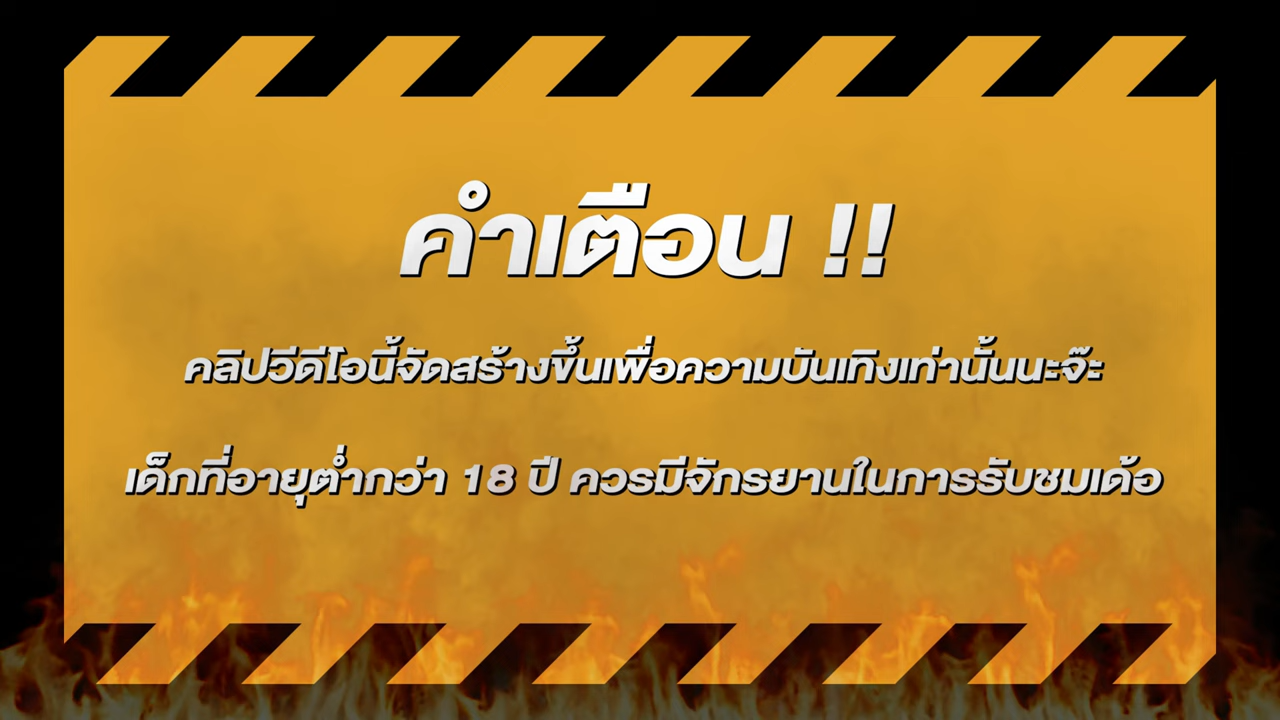 คำเตือน !!
คลิปวีดีโอนี้จัดสร้างขึ้นเพื่อความบันเทิงเท่านั้นนะจ๊ะ
เด็กที่อายุต่ำกว่า 18 ปี ควรมีจักรยานในการรับชมเด้อ